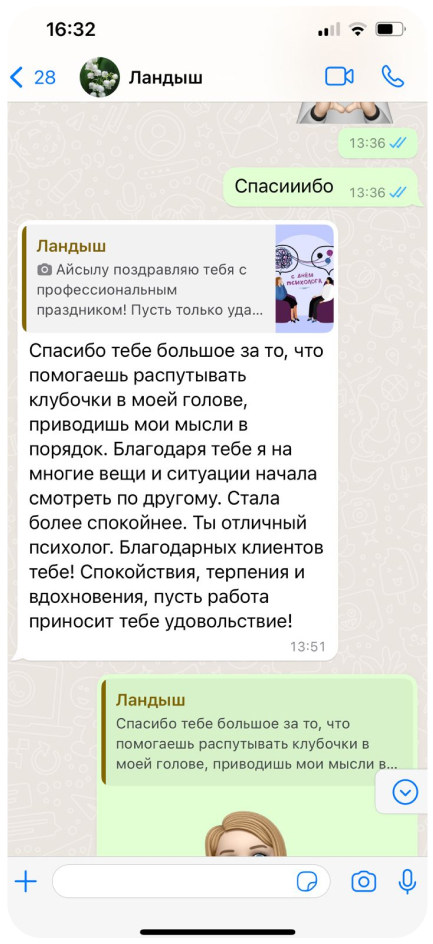 16:32
28
Ландыш
13:36
Спасииибо
13:36
Ландыш
Айсылу поздравляю тебя с
профессиональным
праздником! Пусть только уда...
С ДНЁМ
ПСИХОЛОГА
Спасибо тебе большое за то, что
помогаешь распутывать
клубочки в моей голове,
приводишь мои мысли в
порядок. Благодаря тебе я на
многие вещи и ситуации начала
смотреть по другому. Стала
более спокойнее. Ты отличный
психолог. Благодарных клиентов
тебе! Спокойствия, терпения и
вдохновения, пусть работа
приносит тебе удовольствие!
13:51
Ландыш
Спасибо тебе большое за то, что
помогаешь распутывать клубочки в
моей голове, приводишь мои мысли в...